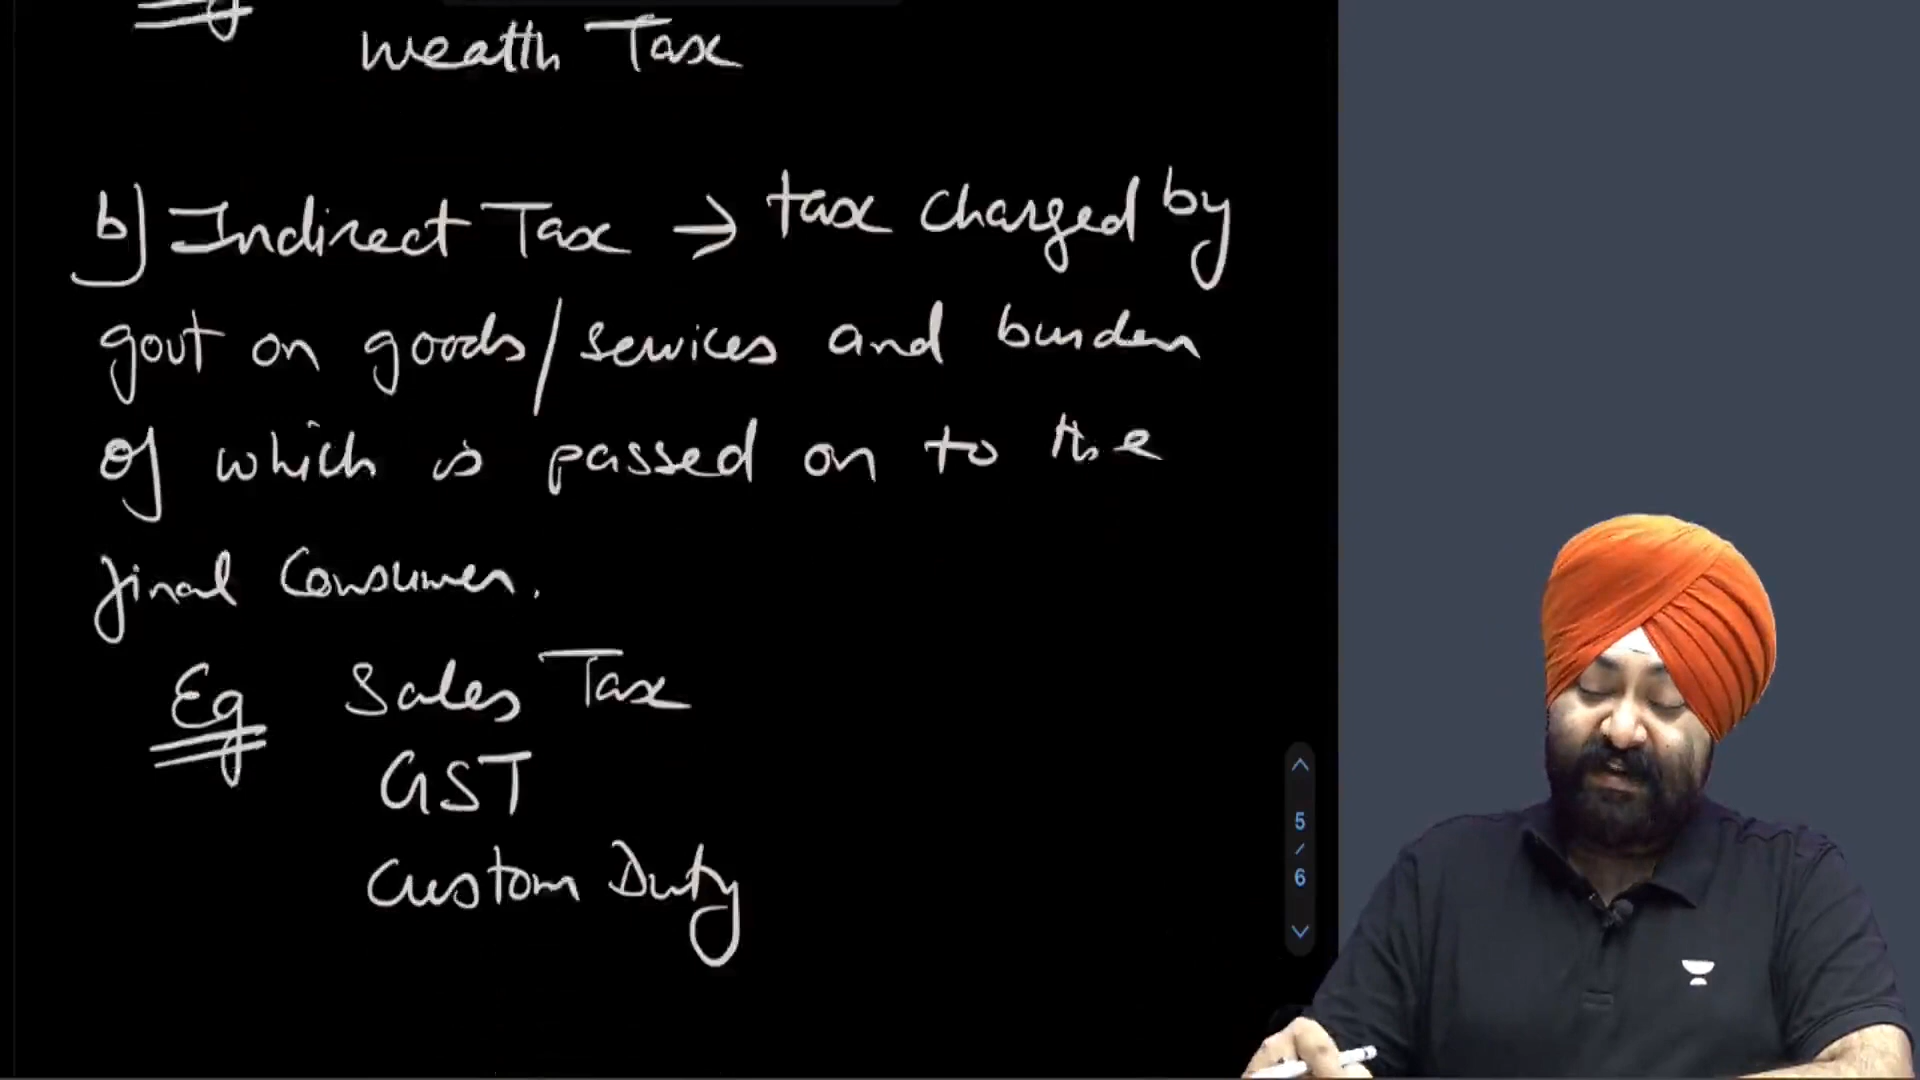 Wealth Tax
b) Indirect Tax → tax charged by
govt on goods/services and burden
of which is passed on to the
final Consumer.
Eg Sales Tax
GST
Custom Duty
5
/
6